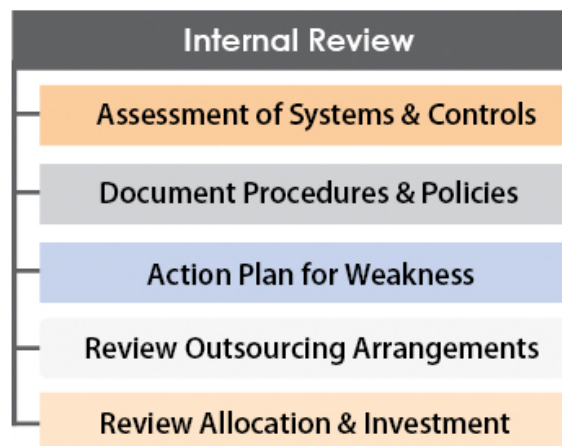 Internal Review
Assessment of Systems & Controls
Document Procedures & Policies
Action Plan for Weakness
Review Outsourcing Arrangements
Review Allocation & Investment